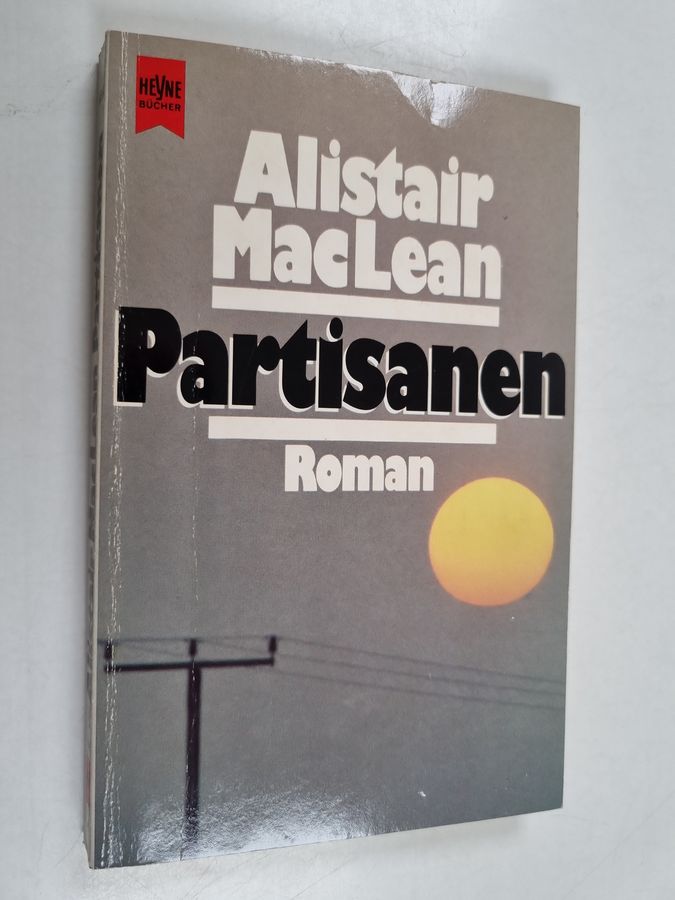 HEYNE
BÜCHER
Alistair
MacLean
Partisanen
Roman